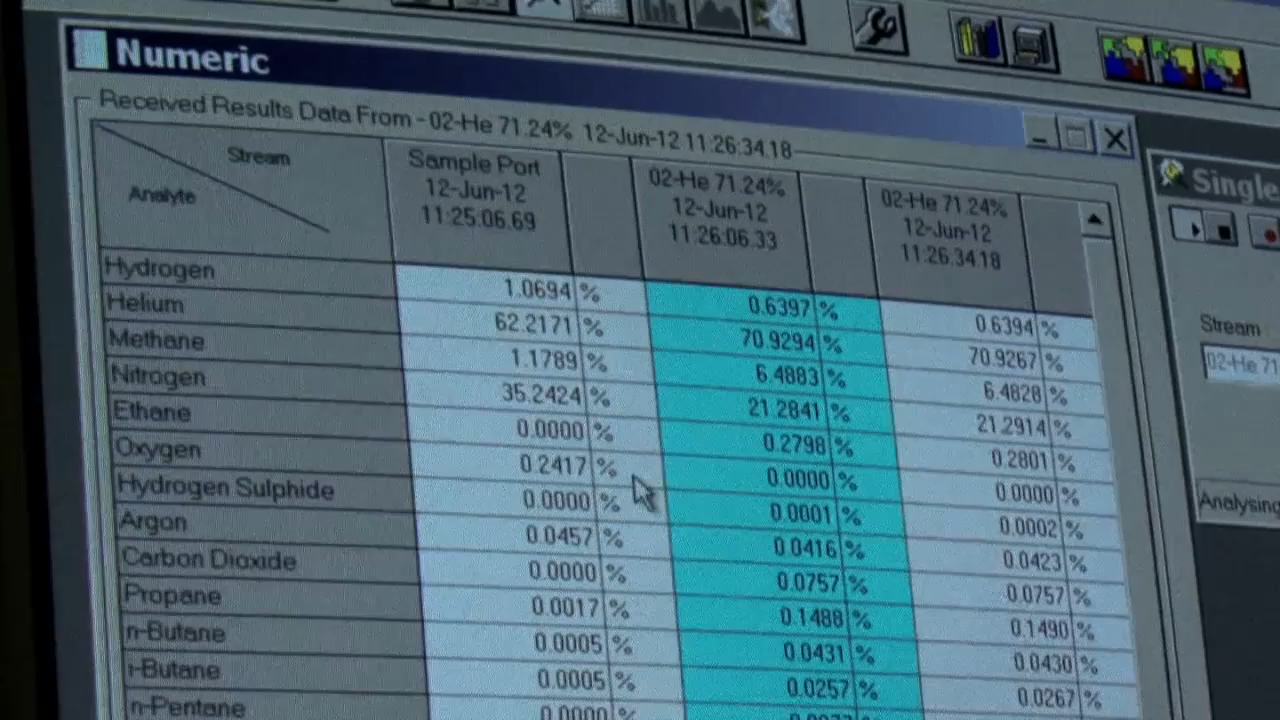 Numeric
Received Results Data From - 02-He 71.24% 12-Jun-12 11:26:34.18
Stream
Analyte
Sample Port
12-Jun-12
11:25:06.69
02-He 71.24%
12-Jun-12
11:26:06.33
02-He 71.24%
12-Jun-12
11:26:34.18
Hydrogen 1.0694 % 0.6397 % 0.6394 %
Helium 62.2171 % 70.9294 % 70.9267 %
Methane 1.1789 % 6.4883 % 6.4828 %
Nitrogen 35.2424 % 21.2841 % 21.2914 %
Ethane 0.0000 % 0.2798 % 0.2801 %
Oxygen 0.2417 % 0.0000 % 0.0000 %
Hydrogen Sulphide 0.0000 % 0.0001 % 0.0002 %
Argon 0.0457 % 0.0416 % 0.0423 %
Carbon Dioxide 0.0000 % 0.0757 % 0.0757 %
Propane 0.0017 % 0.1488 % 0.1490 %
n-Butane 0.0005 % 0.0431 % 0.0430 %
i-Butane 0.0005 % 0.0257 % 0.0267 %
n-Pentane 0.0000 %
Single
Stream
02-He 71
Analysing